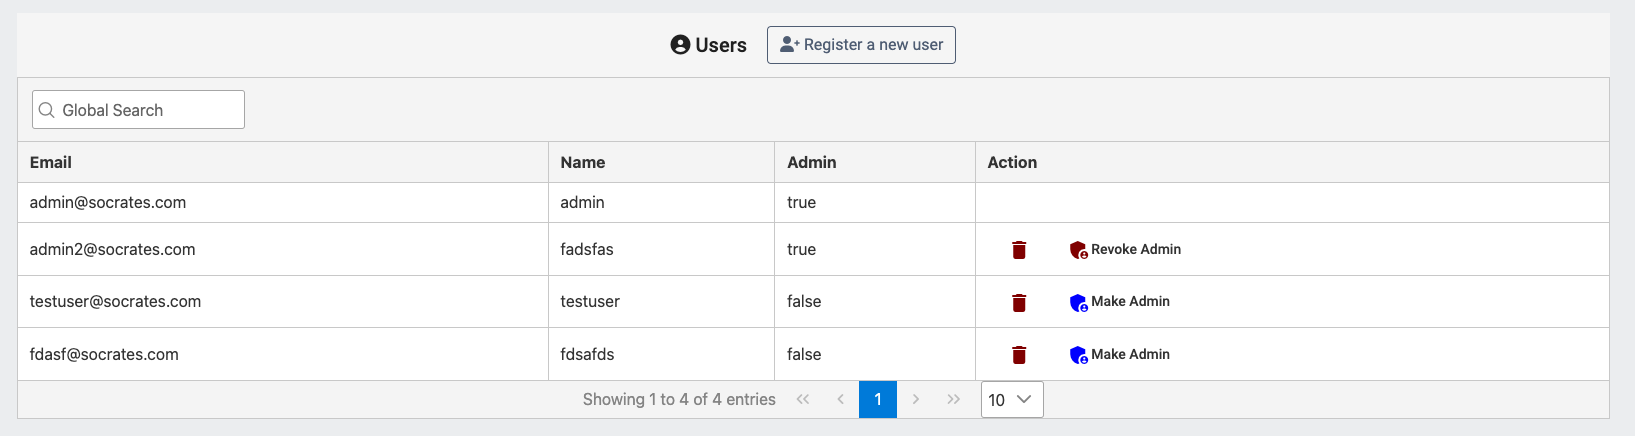 Users Register a new user
Global Search
Email Name Admin Action
admin@socrates.com admin true
admin2@socrates.com fadsfas true Revoke Admin
testuser@socrates.com testuser false Make Admin
fdasf@socrates.com fdsafds false Make Admin
Showing 1 to 4 of 4 entries 1 10